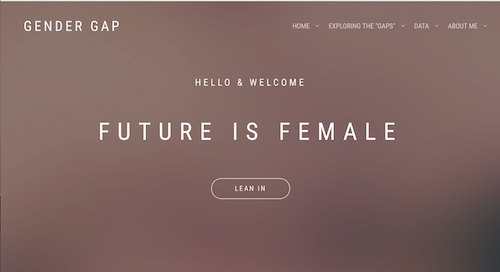 GENDER GAP
HOME EXPLORING THE "GAPS" DATA ABOUT ME
HELLO & WELCOME
FUTURE IS FEMALE
LEAN IN